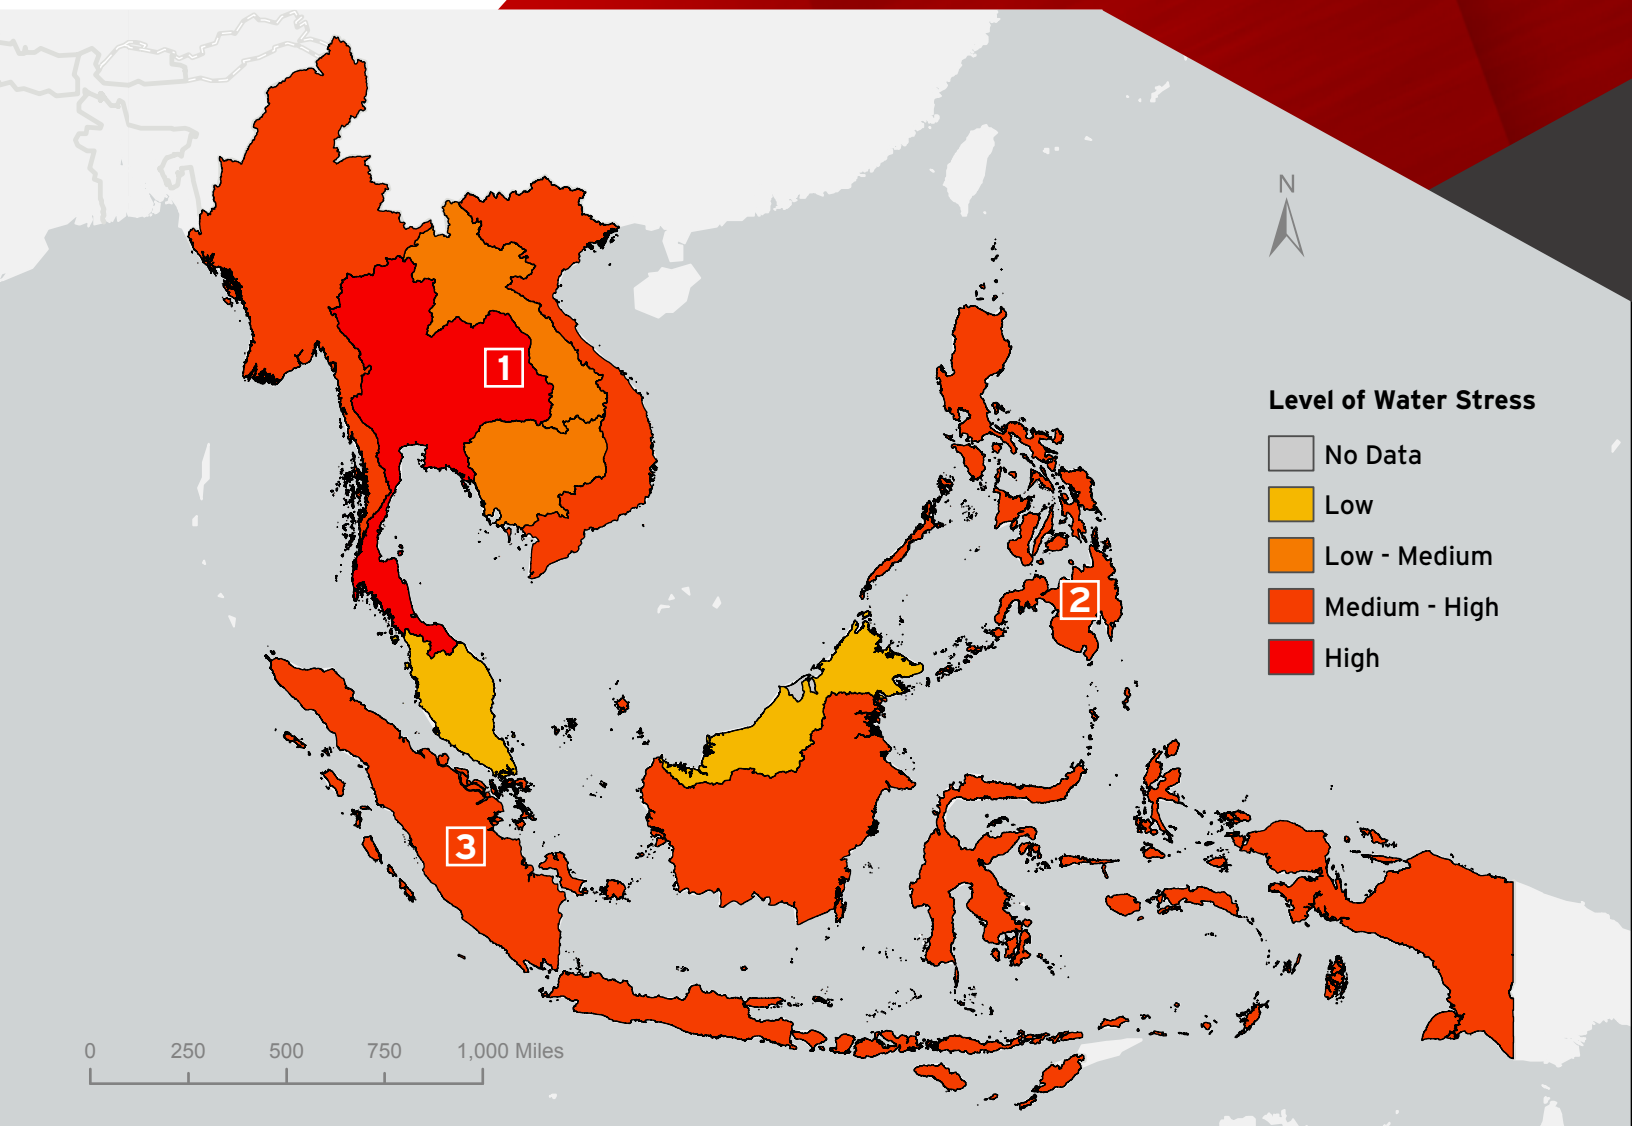 N
1
2
3
Level of Water Stress
No Data
Low
Low - Medium
Medium - High
High
0 250 500 750 1,000 Miles